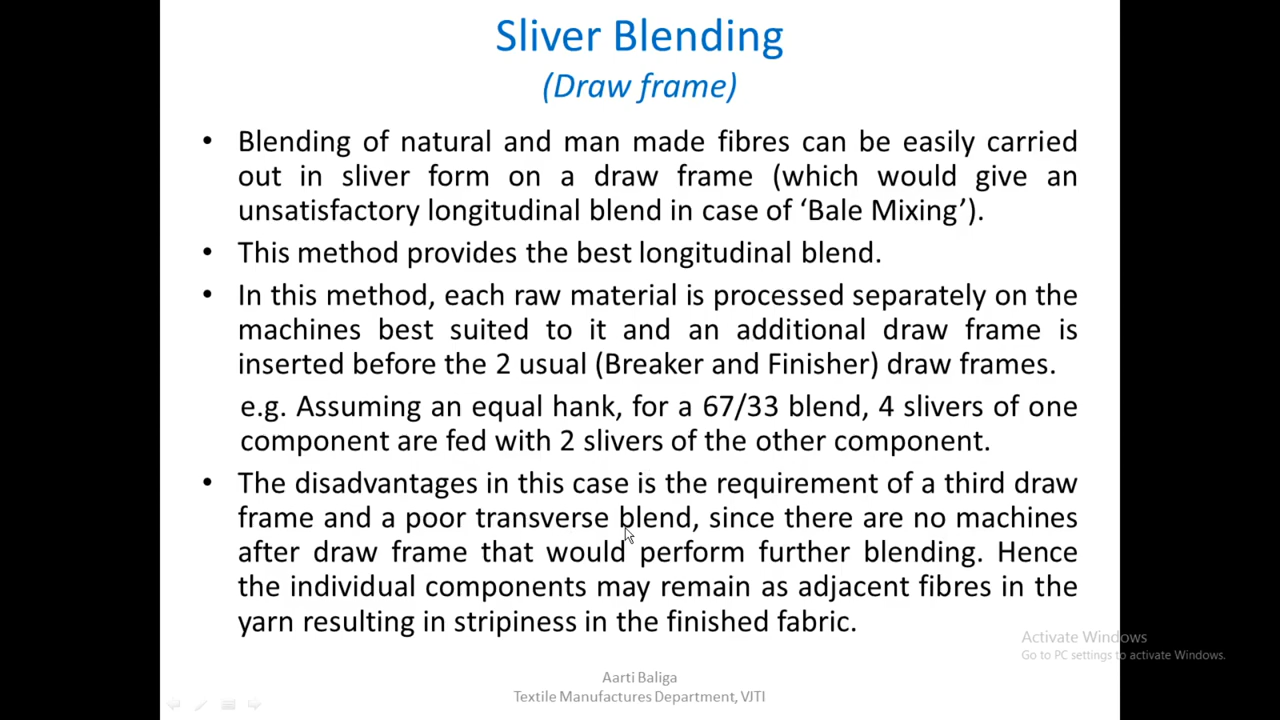 Sliver Blending
(Draw frame)
• Blending of natural and man made fibres can be easily carried
out in sliver form on a draw frame (which would give an
unsatisfactory longitudinal blend in case of ‘Bale Mixing’).
• This method provides the best longitudinal blend.
• In this method, each raw material is processed separately on the
machines best suited to it and an additional draw frame is
inserted before the 2 usual (Breaker and Finisher) draw frames.
e.g. Assuming an equal hank, for a 67/33 blend, 4 slivers of one
component are fed with 2 slivers of the other component.
• The disadvantages in this case is the requirement of a third draw
frame and a poor transverse blend, since there are no machines
after draw frame that would perform further blending. Hence
the individual components may remain as adjacent fibres in the
yarn resulting in stripiness in the finished fabric.
Activate Windows
Go to PC settings to activate Windows.
Aarti Baliga
Textile Manufactures Department, VJTI